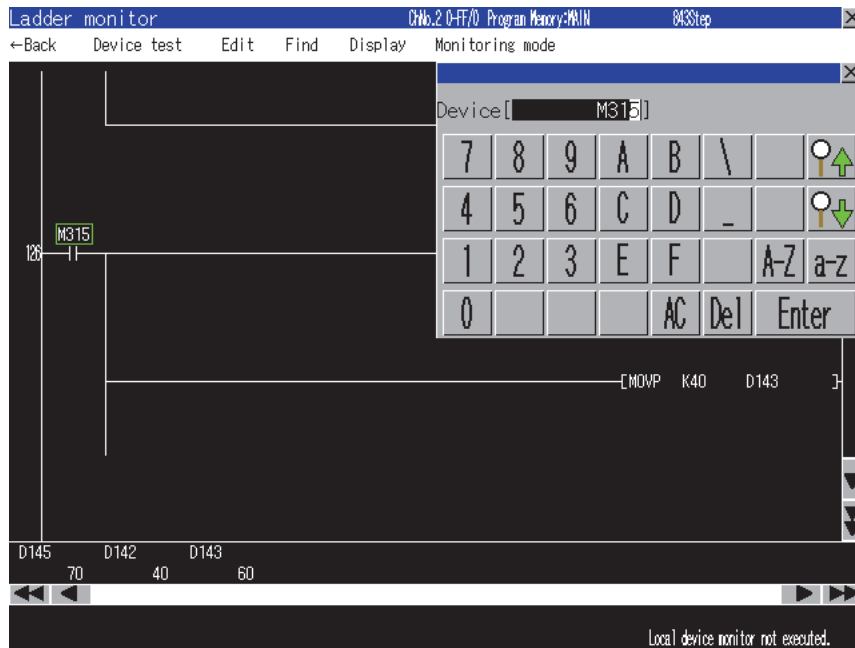 Ladder monitor ChNo.2 0-FF/0 Program Memory:MAIN 843Step
←Back Device test Edit Find Display Monitoring mode
Device[ M315]
7 8 9 A B \
4 5 6 C D _
M315
126
1 2 3 E F A-Z a-z
0 AC Del Enter
[MOVP K40 D143 ]
D145 D142 D143
70 40 60
Local device monitor not executed.